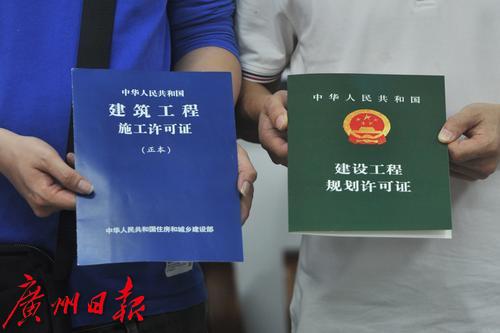 中华人民共和国
建筑工程
施工许可证
(正本)
中华人民共和国住房和城乡建设部
中华人民共和国
建设工程
规划许可证
广州日报